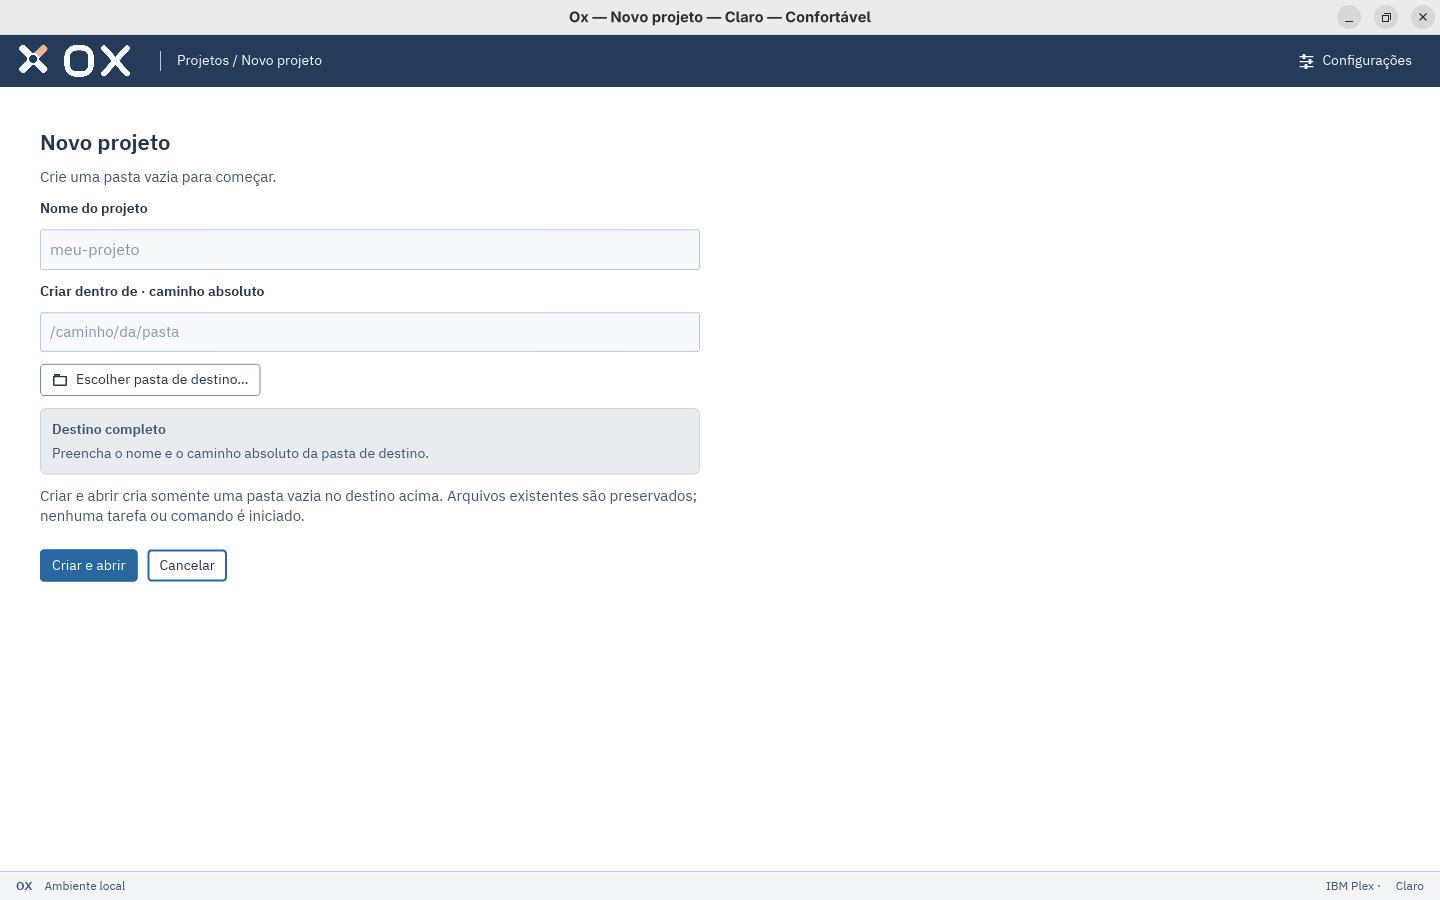 Ox — Novo projeto — Claro — Confortável
OX
Projetos / Novo projeto
Configurações
Novo projeto
Crie uma pasta vazia para começar.
Nome do projeto
meu-projeto
Criar dentro de · caminho absoluto
/caminho/da/pasta
Escolher pasta de destino...
Destino completo
Preencha o nome e o caminho absoluto da pasta de destino.
Criar e abrir cria somente uma pasta vazia no destino acima. Arquivos existentes são preservados;
nenhuma tarefa ou comando é iniciado.
Criar e abrir
Cancelar
OX Ambiente local
IBM Plex · Claro